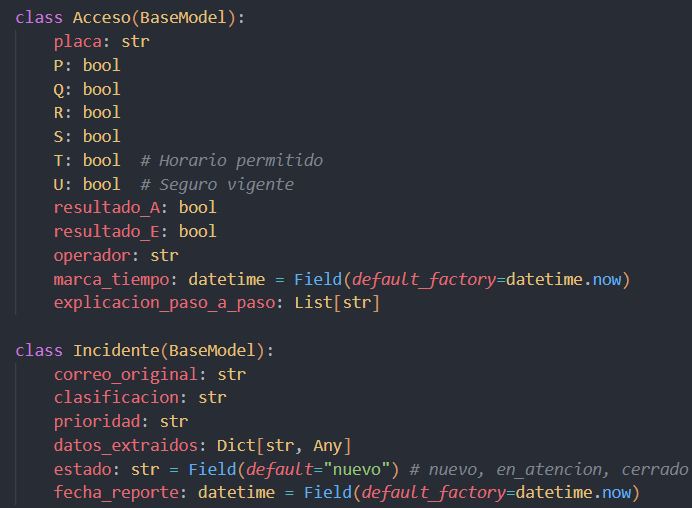 class Acceso(BaseModel):
    placa: str
    P: bool
    Q: bool
    R: bool
    S: bool
    T: bool  # Horario permitido
    U: bool  # Seguro vigente
    resultado_A: bool
    resultado_E: bool
    operador: str
    marca_tiempo: datetime = Field(default_factory=datetime.now)
    explicacion_paso_a_paso: List[str]

class Incidente(BaseModel):
    correo_original: str
    clasificacion: str
    prioridad: str
    datos_extraidos: Dict[str, Any]
    estado: str = Field(default="nuevo") # nuevo, en_atencion, cerrado
    fecha_reporte: datetime = Field(default_factory=datetime.now)